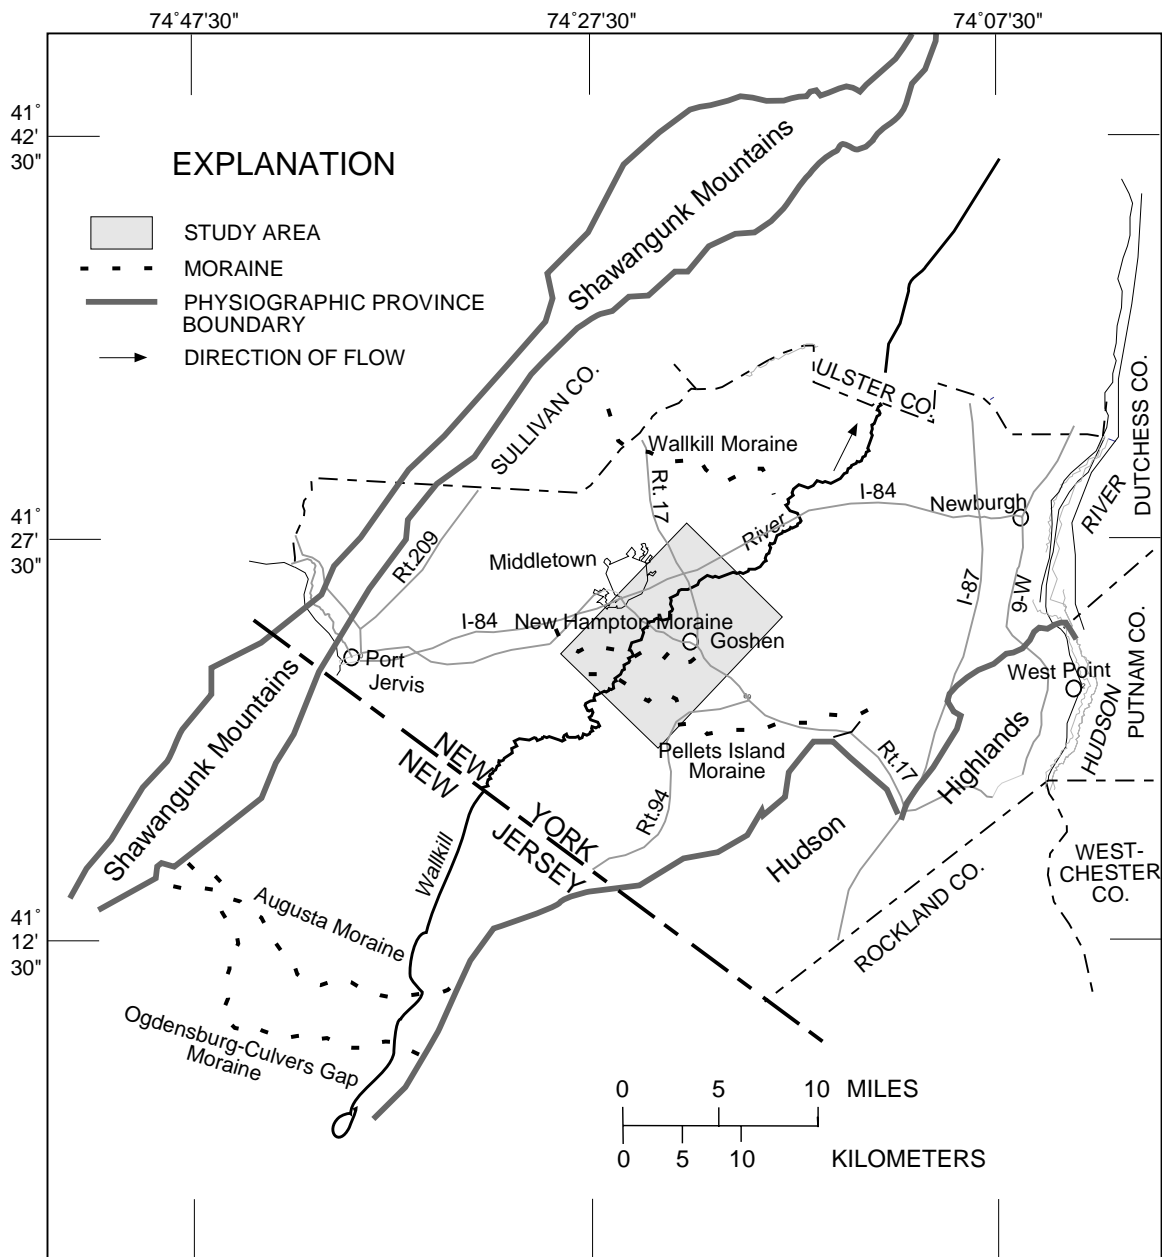 74°47'30"
74°27'30"
74°07'30"
41°
42'
30"
EXPLANATION
STUDY AREA
MORAINE
PHYSIOGRAPHIC PROVINCE
BOUNDARY
DIRECTION OF FLOW
Shawangunk Mountains
SULLIVAN CO.
ULSTER CO.
DUTCHESS CO.
Wallkill Moraine
Rt. 17
I-84
Newburgh
RIVER
41°
27'
30"
Rt.209
Middletown
River
I-87
9-W
I-84
New Hampton Moraine
Goshen
Port
Jervis
West Point
PUTNAM CO.
HUDSON
Shawangunk Mountains
NEW YORK
NEW JERSEY
Pellets Island
Moraine
Rt.17
Highlands
Rt.94
Hudson
Wallkill
WEST-
CHESTER
CO.
ROCKLAND CO.
Augusta Moraine
41°
12'
30"
Ogdensburg-Culvers Gap
Moraine
0 5 10 MILES
0 5 10 KILOMETERS